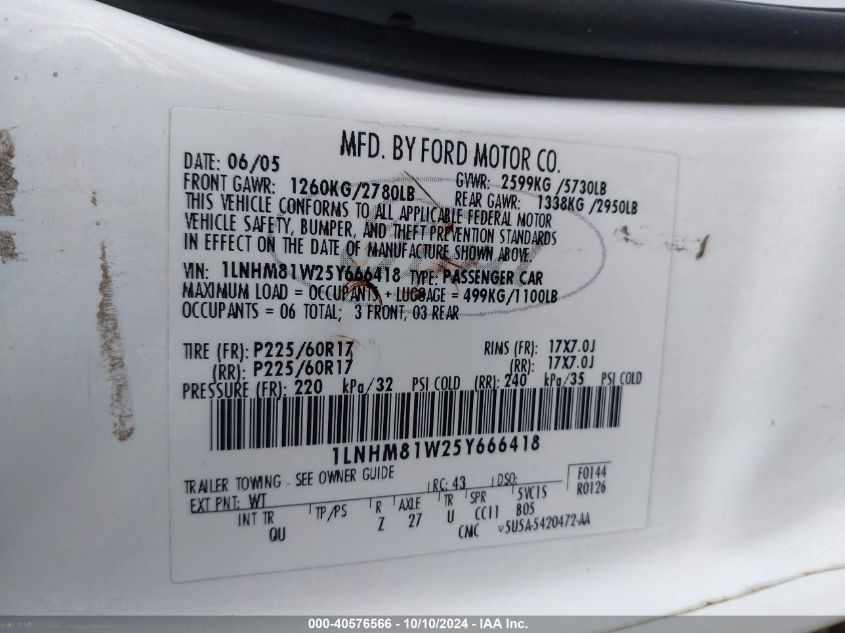 MFD. BY FORD MOTOR CO.
DATE: 06/05
FRONT GAWR: 1260KG/2780LB
GVWR: 2599KG /5730LB
REAR GAWR: 1338KG /2950LB
THIS VEHICLE CONFORMS TO ALL APPLICABLE FEDERAL MOTOR
VEHICLE SAFETY, BUMPER, AND THEFT PREVENTION STANDARDS
IN EFFECT ON THE DATE OF MANUFACTURE SHOWN ABOVE.
VIN: 1LNHM81W25Y666418 TYPE: PASSENGER CAR
MAXIMUM LOAD = OCCUPANTS + LUGGAGE = 499KG/1100LB
OCCUPANTS = 06 TOTAL; 3 FRONT, 03 REAR
TIRE (FR): P225/60R17 RIMS (FR): 17X7.0J
(RR): P225/60R17 (RR): 17X7.0J
PRESSURE (FR): 220 kPa/32 PSI COLD (RR): 240 kPa/35 PSI COLD
1LNHM81W25Y666418
TRAILER TOWING - SEE OWNER GUIDE
EXT PNT: WT RC: 43 DSO:
F0144
R0126
INT TR TP/PS R AXLE TR SPR 5VC1S
QU Z 27 U CC11 B05
CMC ▿5U5A-5420472-AA
000-40576566 - 10/10/2024 - IAA Inc.